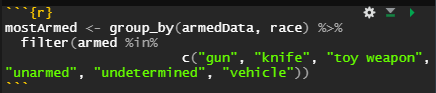 ```{r}
mostArmed <- group_by(armedData, race) %>%
filter(armed %in%
c("gun", "knife", "toy weapon",
"unarmed", "undetermined", "vehicle"))
```